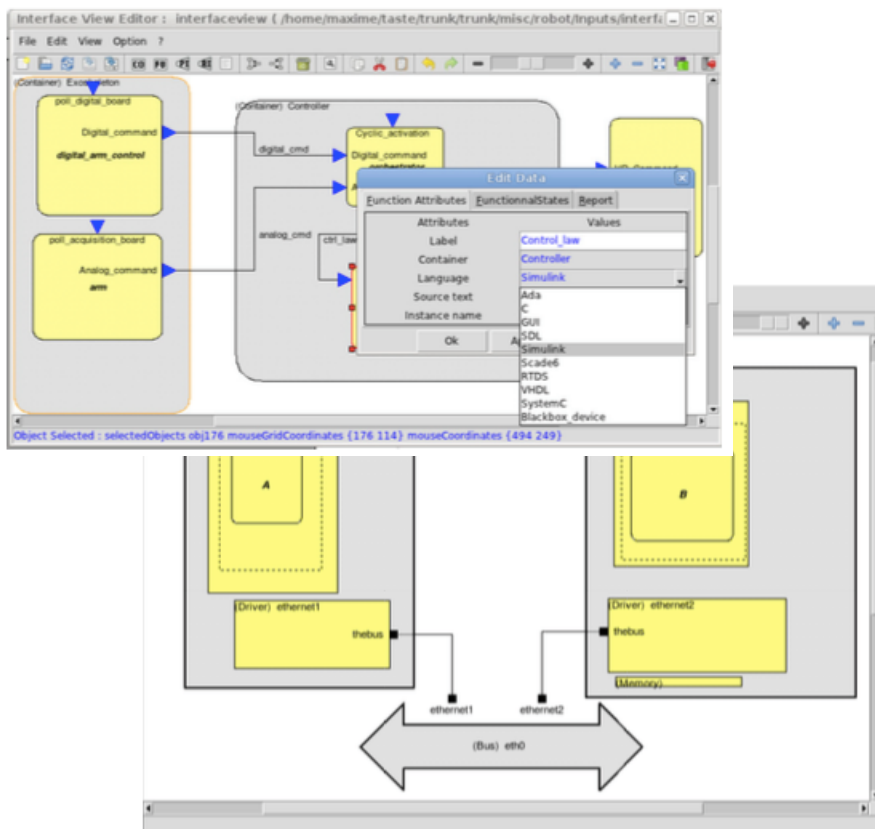 Interface View Editor : interfaceview ( /home/maxime/taste/trunk/trunk/misc/robot/Inputs/interfa
File Edit View Option ?
(Container) Exoskeleton
poll_digital_board
Digital_command
digital_arm_control
poll_acquisition_board
Analog_command
arm
(Container) Controller
digital_cmd
analog_cmd
ctrl_law
Cyclic_activation
Digital_command
orchestrator
Edit Data
Function Attributes FunctionnalStates Report
Attributes Values
Label Control_law
Container Controller
Language Simulink
Source text
Instance name
Ada
C
GUI
SDL
Simulink
Scade6
RTDS
VHDL
SystemC
Blackbox_device
Ok
Object Selected : selectedObjects obj176 mouseGridCoordinates {176 114} mouseCoordinates {494 249}
A
B
(Driver) ethernet1
thebus
(Driver) ethernet2
thebus
(Memory)
ethernet1
ethernet2
(Bus) eth0